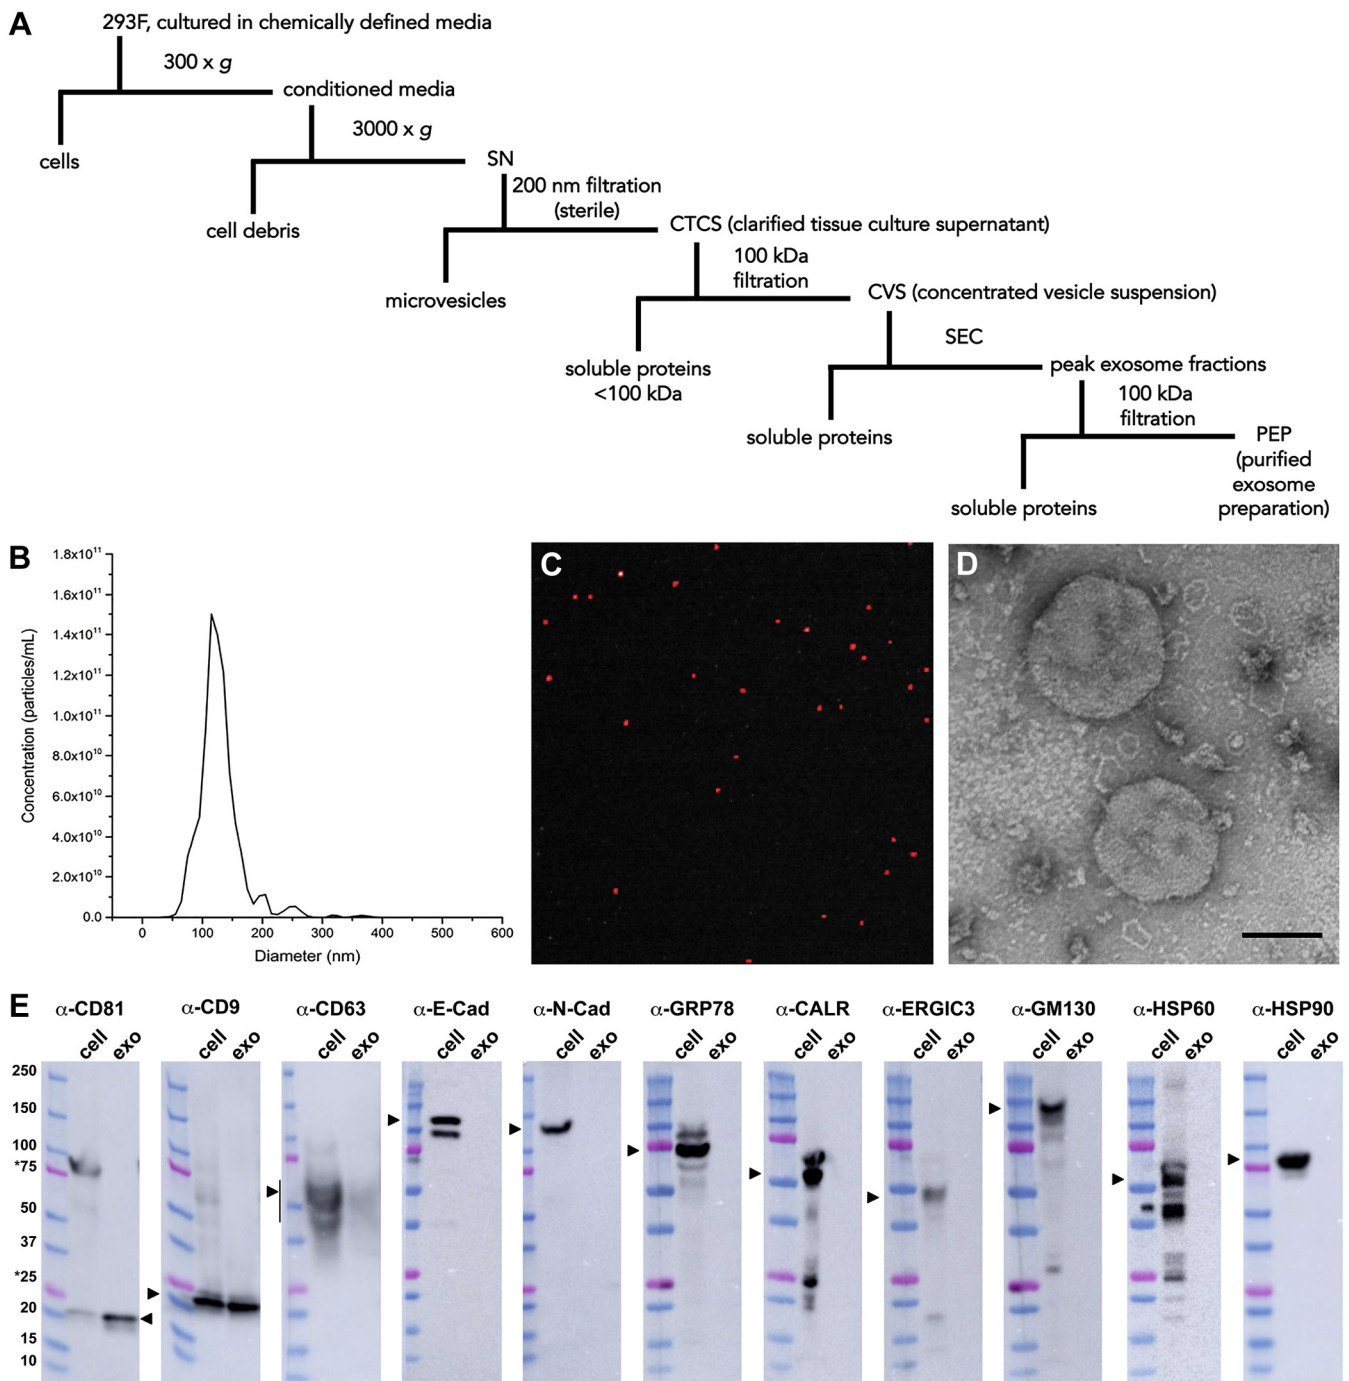 A
293F, cultured in chemically defined media
300 x g
conditioned media
3000 x g
cells
SN
200 nm filtration
(sterile)
cell debris
CTCS (clarified tissue culture supernatant)
100 kDa
filtration
microvesicles
CVS (concentrated vesicle suspension)
SEC
soluble proteins
<100 kDa
peak exosome fractions
100 kDa
filtration
soluble proteins
PEP
(purified
exosome
preparation)
soluble proteins
B
1.8x10¹¹
1.6x10¹¹
1.4x10¹¹
1.2x10¹¹
1.0x10¹¹
8.0x10¹⁰
6.0x10¹⁰
4.0x10¹⁰
2.0x10¹⁰
0.0
Concentration (particles/mL)
0 100 200 300 400 500 600
Diameter (nm)
C
D
E
α-CD81 α-CD9 α-CD63 α-E-Cad α-N-Cad α-GRP78 α-CALR α-ERGIC3 α-GM130 α-HSP60 α-HSP90
cell exo cell exo cell exo cell exo cell exo cell exo cell exo cell exo cell exo cell exo cell exo
250
150
100
*75
50
37
*25
20
15
10